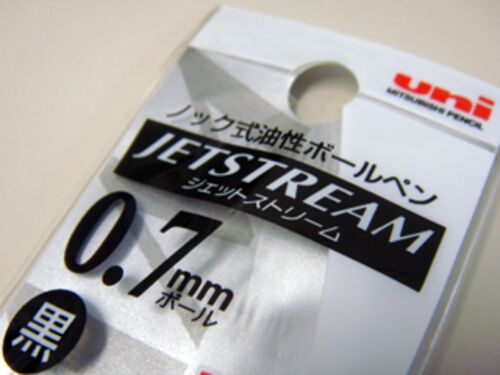 uni
MITSUBISHI PENCIL
ノック式油性ボールペン
JETSTREAM
ジェットストリーム
0.7mm
ボール
黒